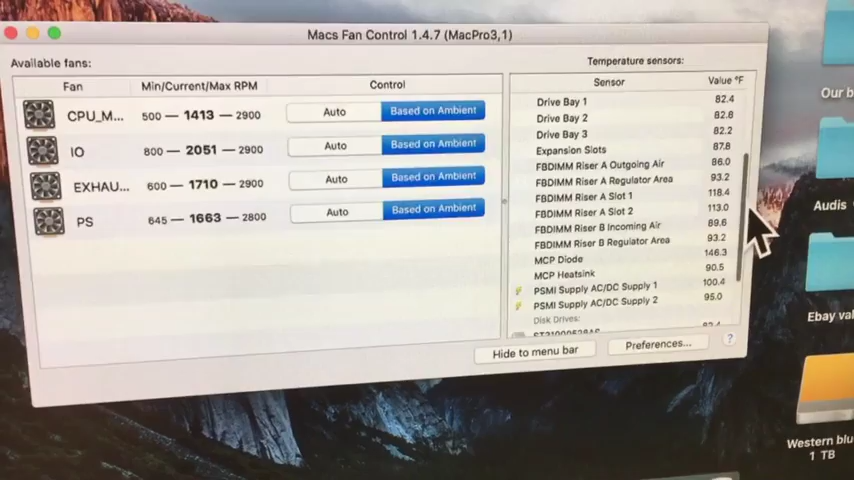 Macs Fan Control 1.4.7 (MacPro3,1)
Available fans:
Temperature sensors:
Fan Min/Current/Max RPM Control
Sensor Value °F
CPU_M... 500 — 1413 — 2900 Auto Based on Ambient
IO 800 — 2051 — 2900 Auto Based on Ambient
EXHAU... 600 — 1710 — 2900 Auto Based on Ambient
PS 645 — 1663 — 2800 Auto Based on Ambient
Drive Bay 1 82.4
Drive Bay 2 82.8
Drive Bay 3 82.2
Expansion Slots 87.8
FBDIMM Riser A Outgoing Air 86.0
FBDIMM Riser A Regulator Area 93.2
FBDIMM Riser A Slot 1 118.4
FBDIMM Riser A Slot 2 113.0
FBDIMM Riser B Incoming Air 89.6
FBDIMM Riser B Regulator Area 93.2
MCP Diode 146.3
MCP Heatsink 90.5
PSMI Supply AC/DC Supply 1 100.4
PSMI Supply AC/DC Supply 2 95.0
Disk Drives:
Hide to menu bar Preferences... ?
Our b
Audis
Ebay val
Western blu
1 TB